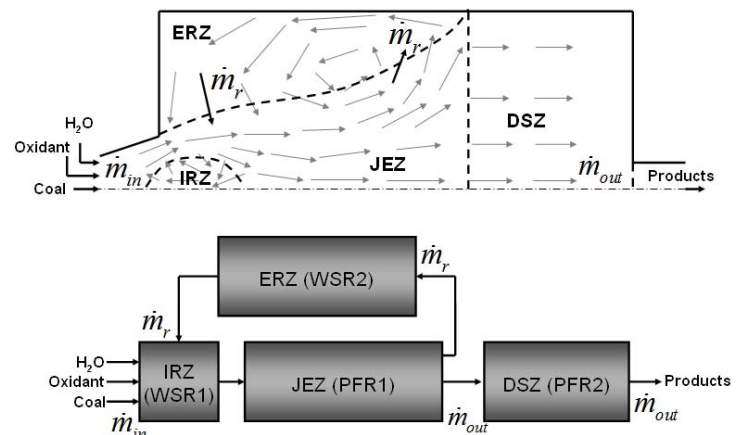 ERZ
ṁr
ṁr
H₂O
Oxidant
Coal
ṁin
IRZ
JEZ
DSZ
ṁout
Products
ERZ (WSR2)
ṁr
ṁr
H₂O
Oxidant
Coal
ṁin
IRZ
(WSR1)
JEZ (PFR1)
ṁout
DSZ (PFR2)
Products
ṁout